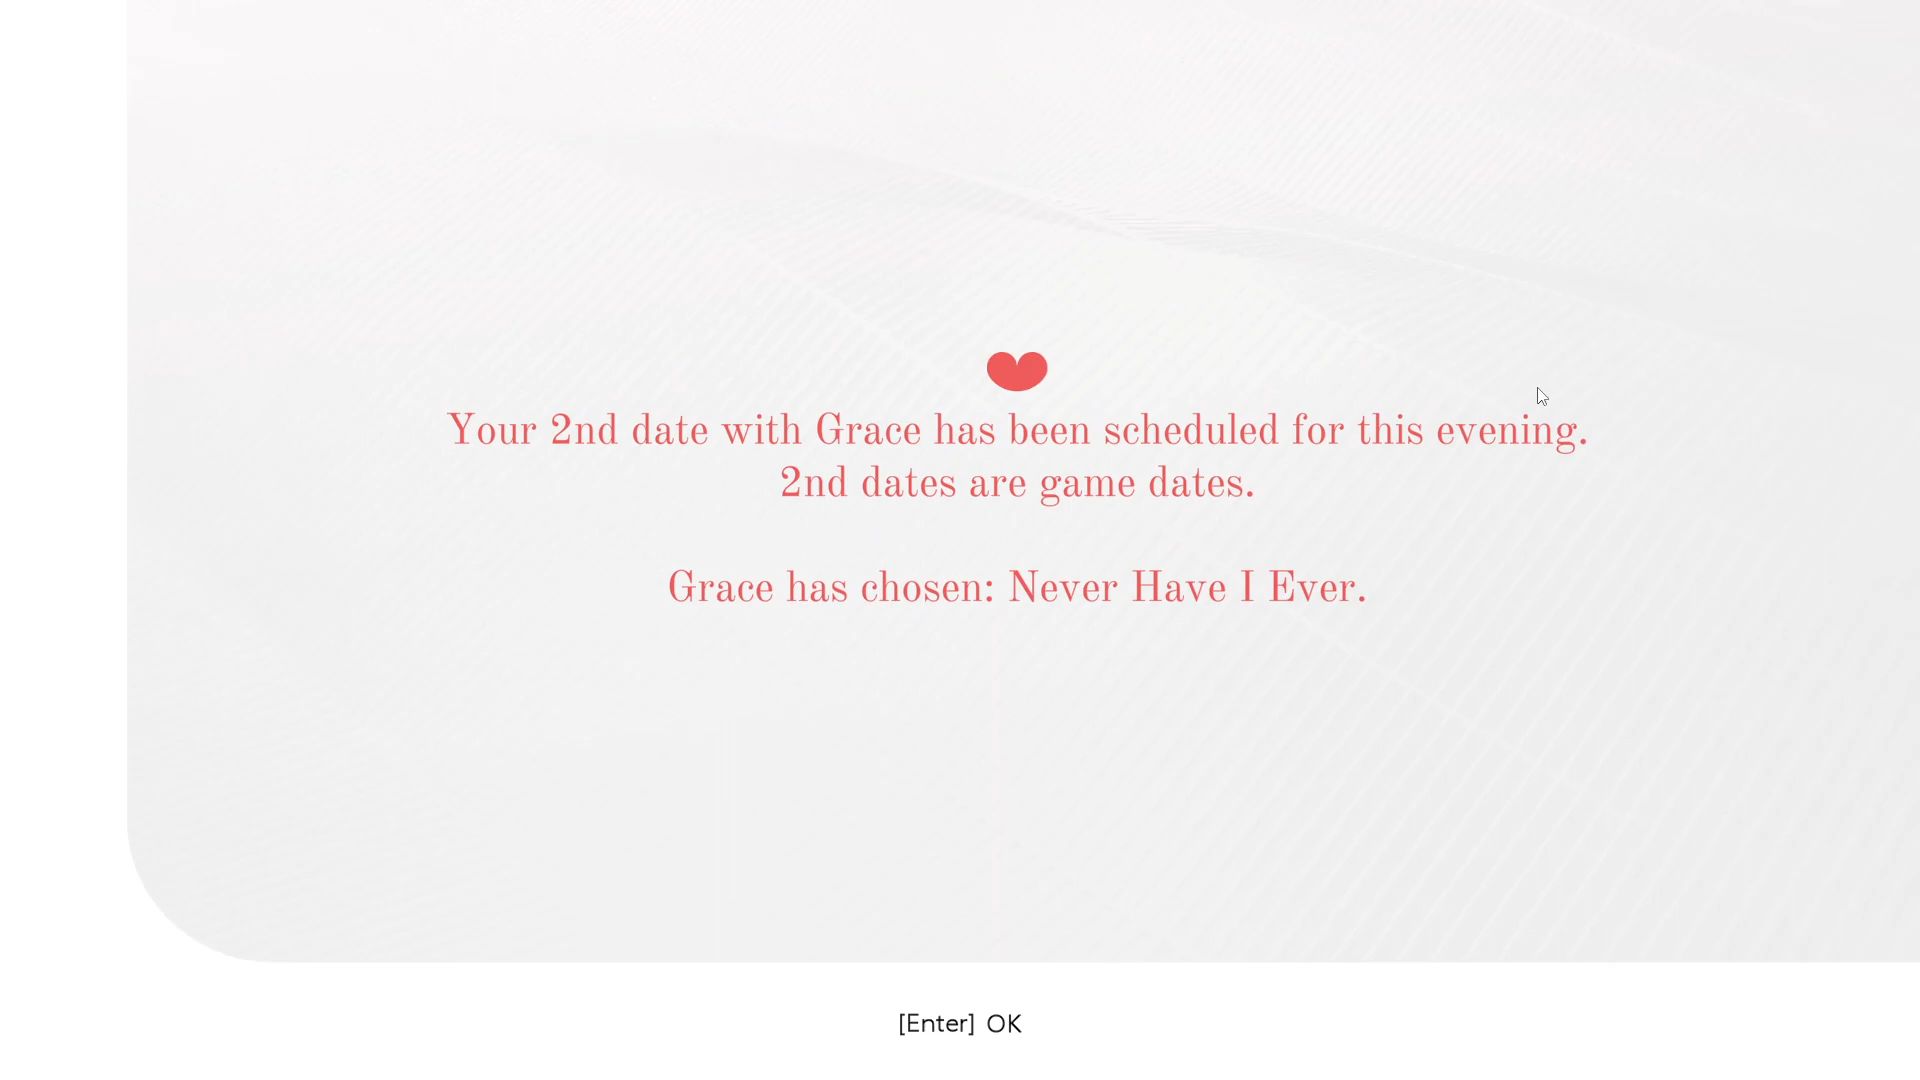 Your 2nd date with Grace has been scheduled for this evening.
2nd dates are game dates.
Grace has chosen: Never Have I Ever.
[Enter] OK